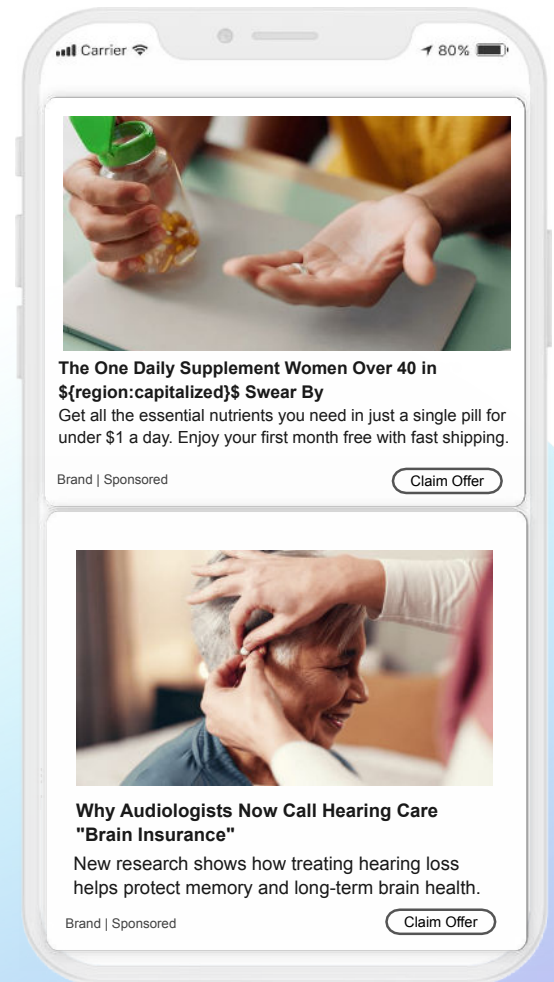 Carrier
80%
The One Daily Supplement Women Over 40 in
${region:capitalized}$ Swear By
Get all the essential nutrients you need in just a single pill for
under $1 a day. Enjoy your first month free with fast shipping.
Brand | Sponsored
Claim Offer
Why Audiologists Now Call Hearing Care
"Brain Insurance"
New research shows how treating hearing loss
helps protect memory and long-term brain health.
Brand | Sponsored
Claim Offer